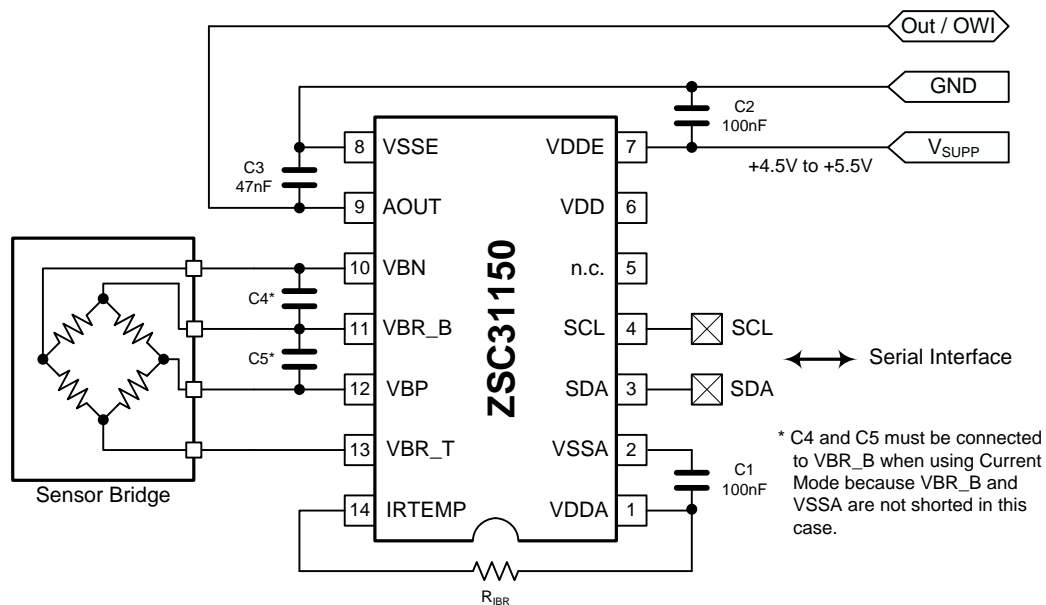 Out / OWI
GND
C2
100nF
8
VSSE
VDDE
7
V_SUPP
+4.5V to +5.5V
C3
47nF
9
AOUT
VDD
6
10
VBN
n.c.
5
C4*
11
VBR_B
SCL
4
SCL
ZSC31150
Serial Interface
C5*
12
VBP
SDA
3
SDA
13
VBR_T
VSSA
2
C1
100nF
Sensor Bridge
14
IRTEMP
VDDA
1
* C4 and C5 must be connected
to VBR_B when using Current
Mode because VBR_B and
VSSA are not shorted in this
case.
R_IBR